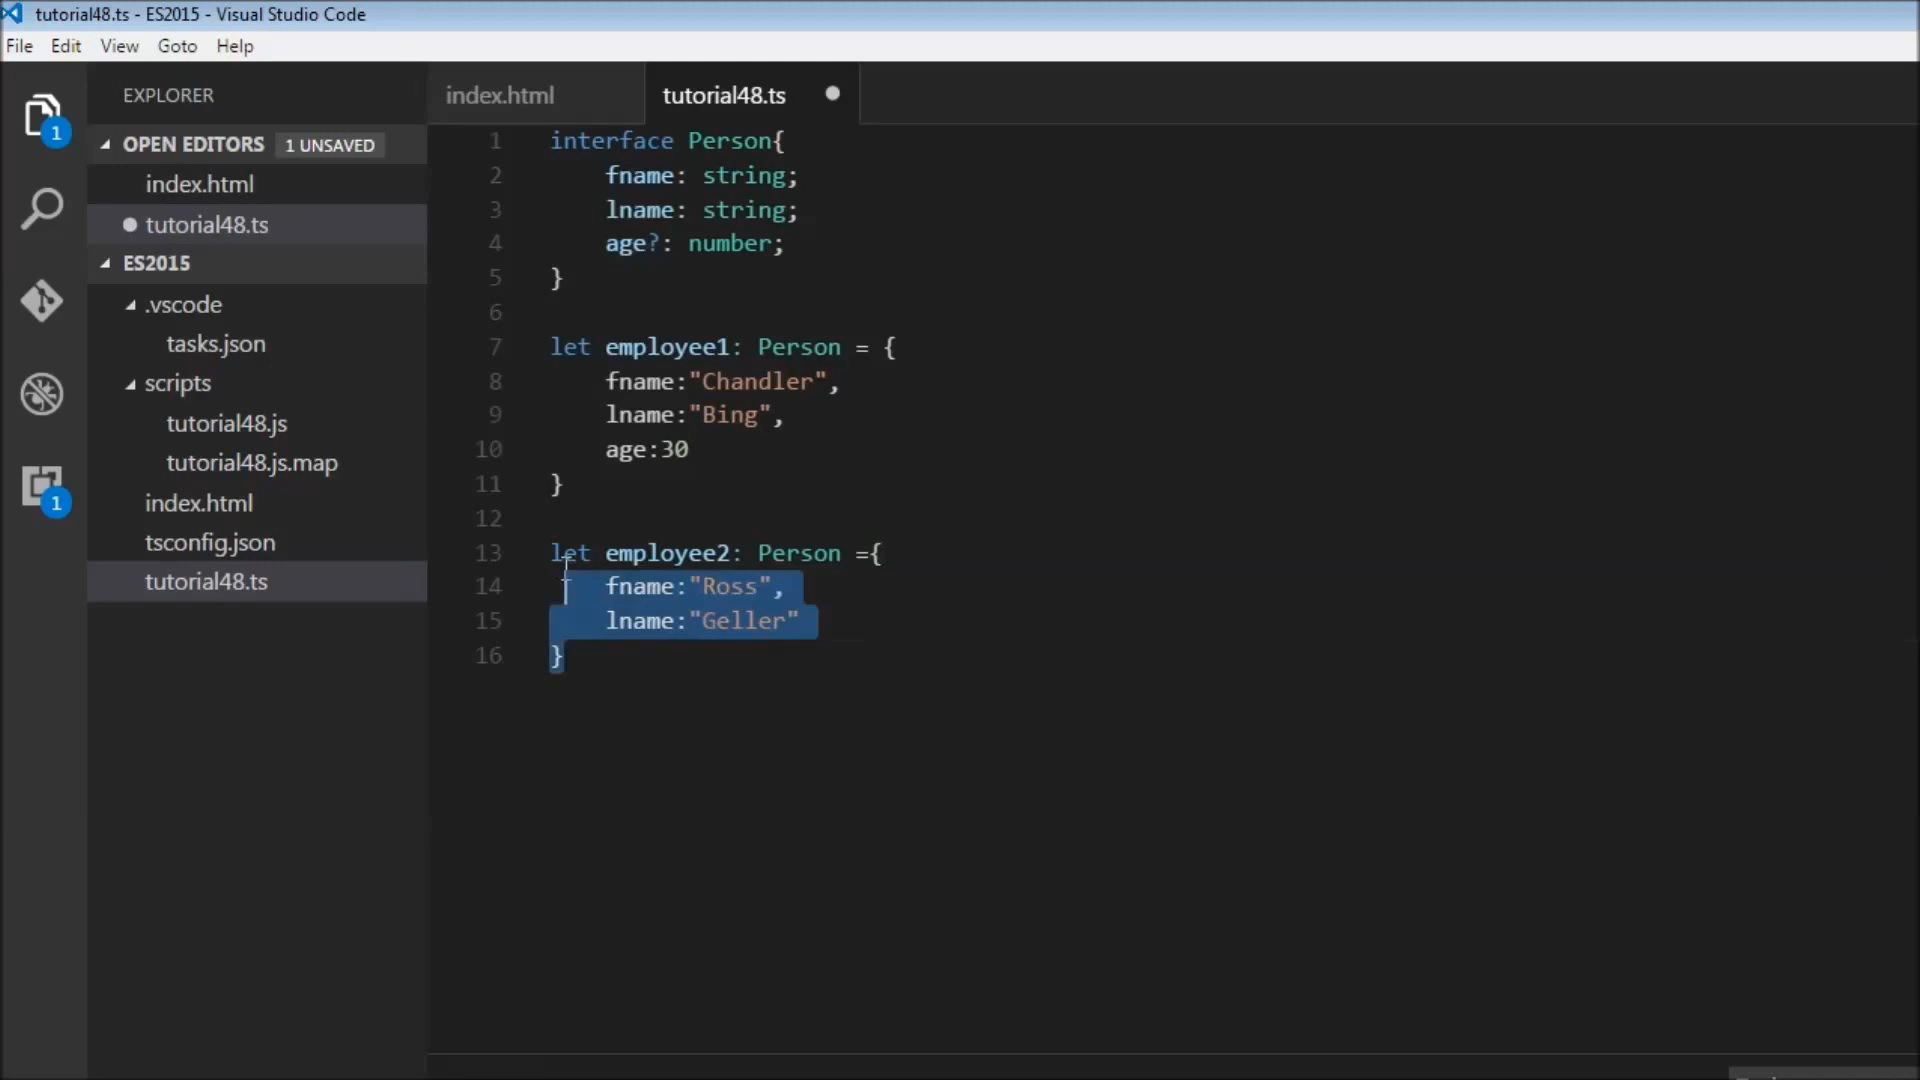 tutorial48.ts - ES2015 - Visual Studio Code
File Edit View Goto Help
EXPLORER
1
OPEN EDITORS 1 UNSAVED
index.html
tutorial48.ts
ES2015
.vscode
tasks.json
scripts
tutorial48.js
tutorial48.js.map
index.html
tsconfig.json
tutorial48.ts
1
index.html tutorial48.ts
1 interface Person{
2 fname: string;
3 lname: string;
4 age?: number;
5 }
6
7 let employee1: Person = {
8 fname:"Chandler",
9 lname:"Bing",
10 age:30
11 }
12
13 let employee2: Person ={
14 fname:"Ross",
15 lname:"Geller"
16 }